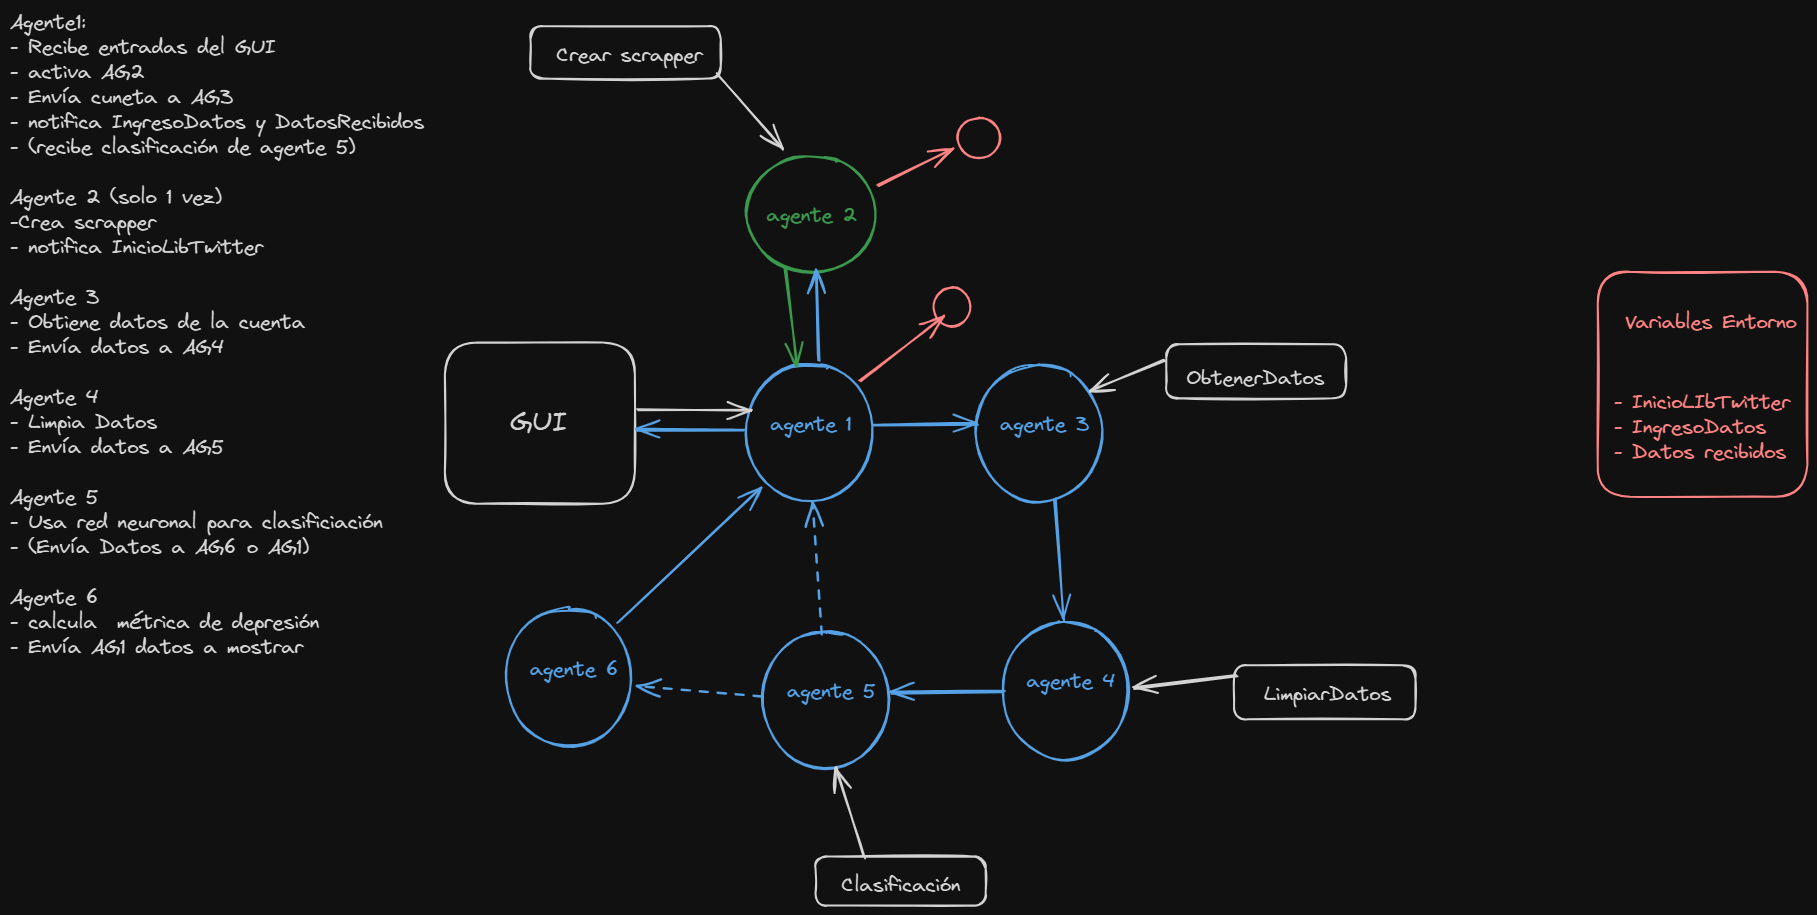 Agente1:
- Recibe entradas del GUI
- activa AG2
- Envía cuneta a AG3
- notifica IngresoDatos y DatosRecibidos
- (recibe clasificación de agente 5)
Agente 2 (solo 1 vez)
-Crea scrapper
- notifica InicioLibTwitter
Agente 3
- Obtiene datos de la cuenta
- Envía datos a AG4
Agente 4
- Limpia Datos
- Envía datos a AG5
Agente 5
- Usa red neuronal para clasificiación
- (Envía Datos a AG6 o AG1)
Agente 6
- calcula métrica de depresión
- Envía AG1 datos a mostrar
Crear scrapper
agente 2
GUI
agente 1
agente 3
ObtenerDatos
agente 6
agente 5
agente 4
LimpiarDatos
Clasificación
Variables Entorno
- InicioLIbTwitter
- IngresoDatos
- Datos recibidos